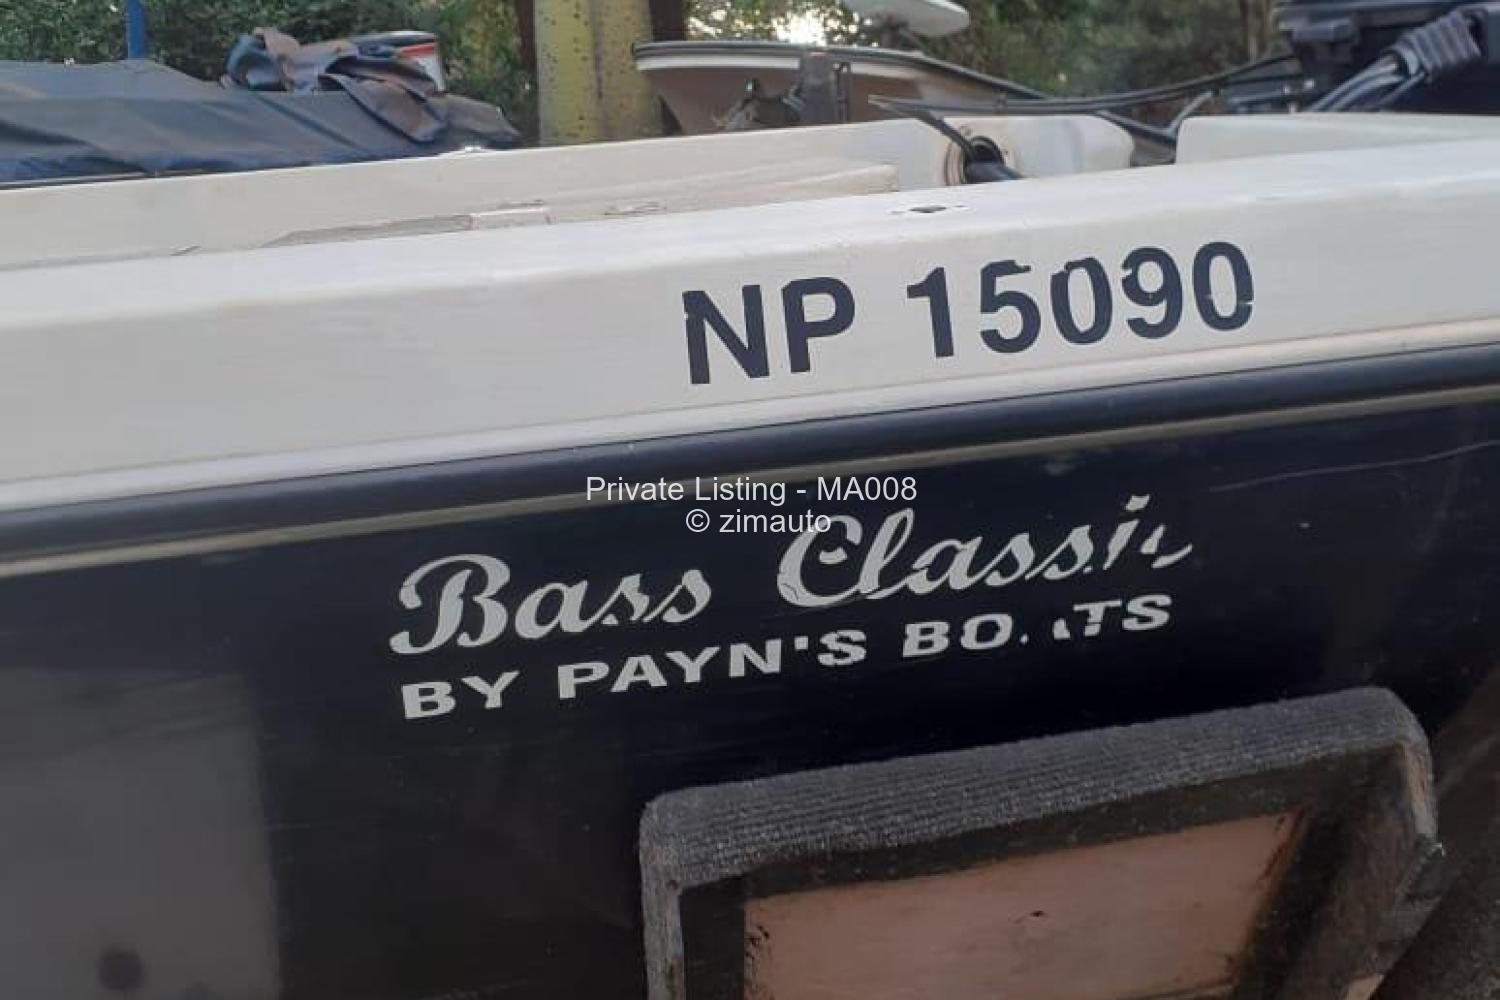 NP 15090
Private Listing - MA008
© zimauto
Bass Classic
BY PAYN'S BOATS